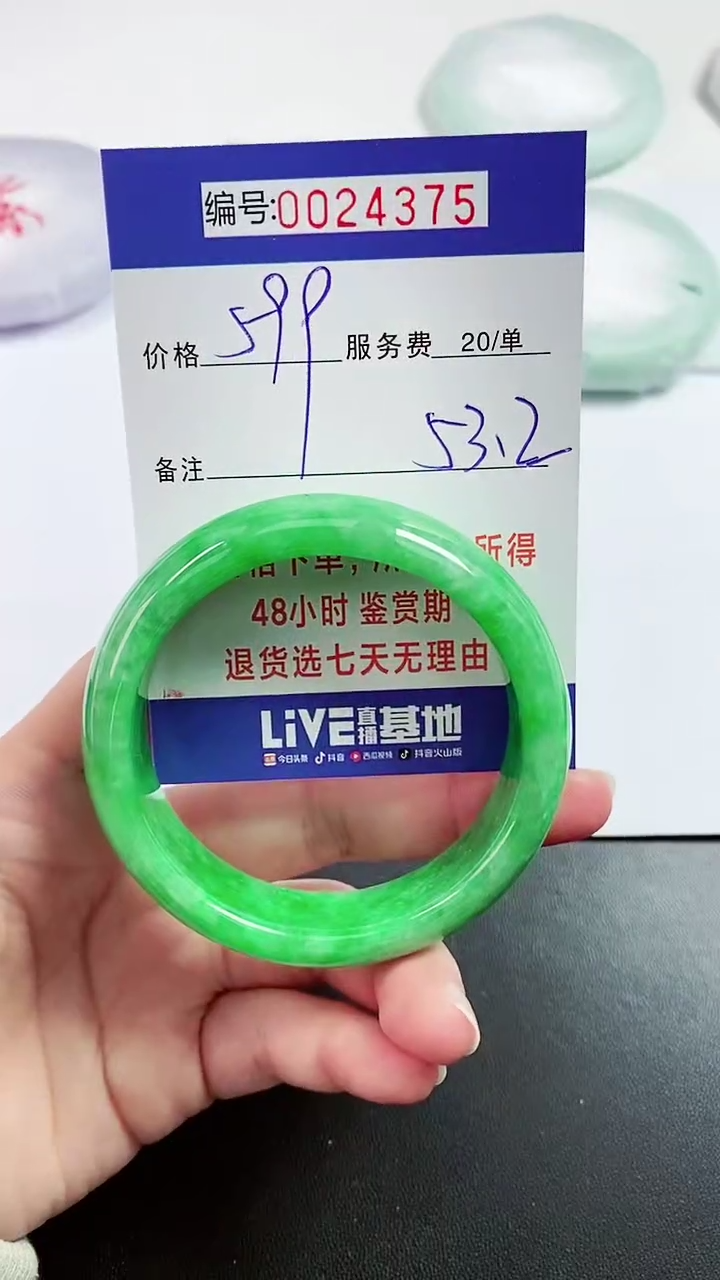 编号:0024375
价格 599 服务费 20/单
备注 53.2
下单, 所得
48小时 鉴赏期
退货选七天无理由
LiVE直播基地
今日头条 抖音 西瓜视频 抖音火山版